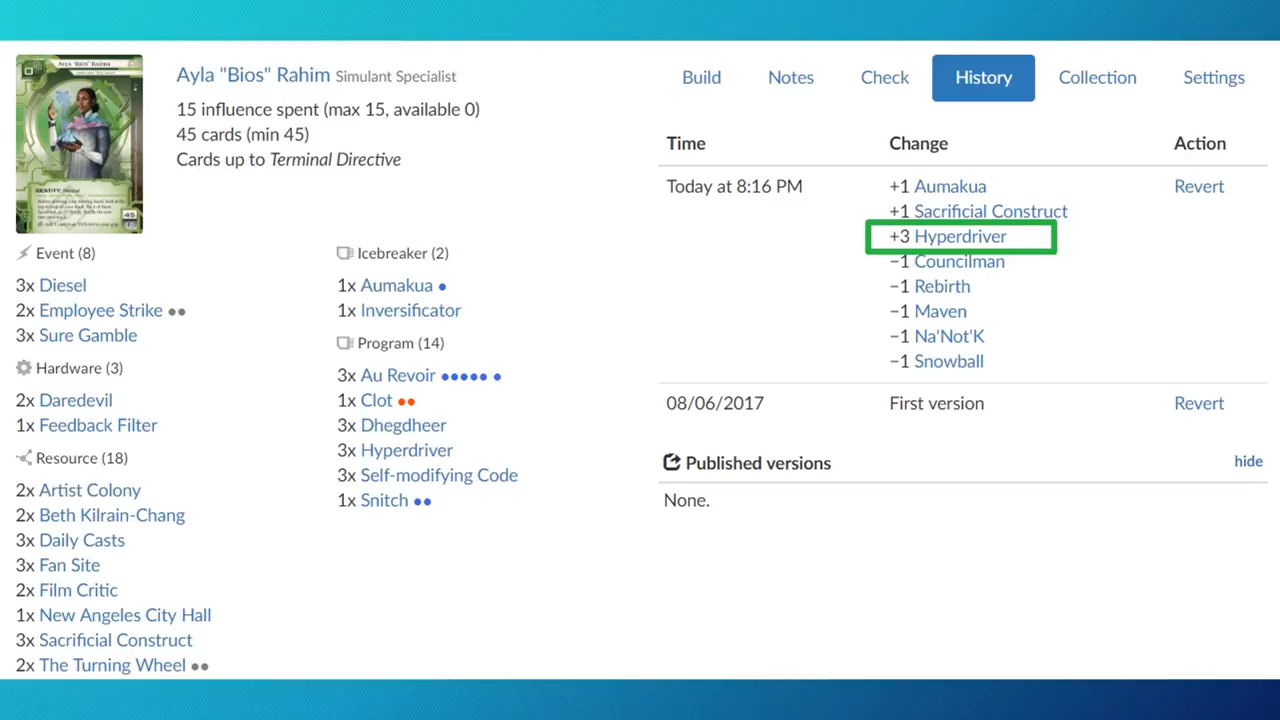 Ayla "Bios" Rahim Simulant Specialist
15 influence spent (max 15, available 0)
45 cards (min 45)
Cards up to Terminal Directive
Event (8)
3x Diesel
2x Employee Strike
3x Sure Gamble
Hardware (3)
2x Daredevil
1x Feedback Filter
Resource (18)
2x Artist Colony
2x Beth Kilrain-Chang
3x Daily Casts
3x Fan Site
2x Film Critic
1x New Angeles City Hall
3x Sacrificial Construct
2x The Turning Wheel
Icebreaker (2)
1x Aumakua
1x Inversificator
Program (14)
3x Au Revoir
1x Clot
3x Dhegdheer
3x Hyperdriver
3x Self-modifying Code
1x Snitch
Build Notes Check History Collection Settings
Time Change Action
Today at 8:16 PM +1 Aumakua Revert
+1 Sacrificial Construct
+3 Hyperdriver
−1 Councilman
−1 Rebirth
−1 Maven
−1 Na'Not'K
−1 Snowball
08/06/2017 First version Revert
Published versions hide
None.